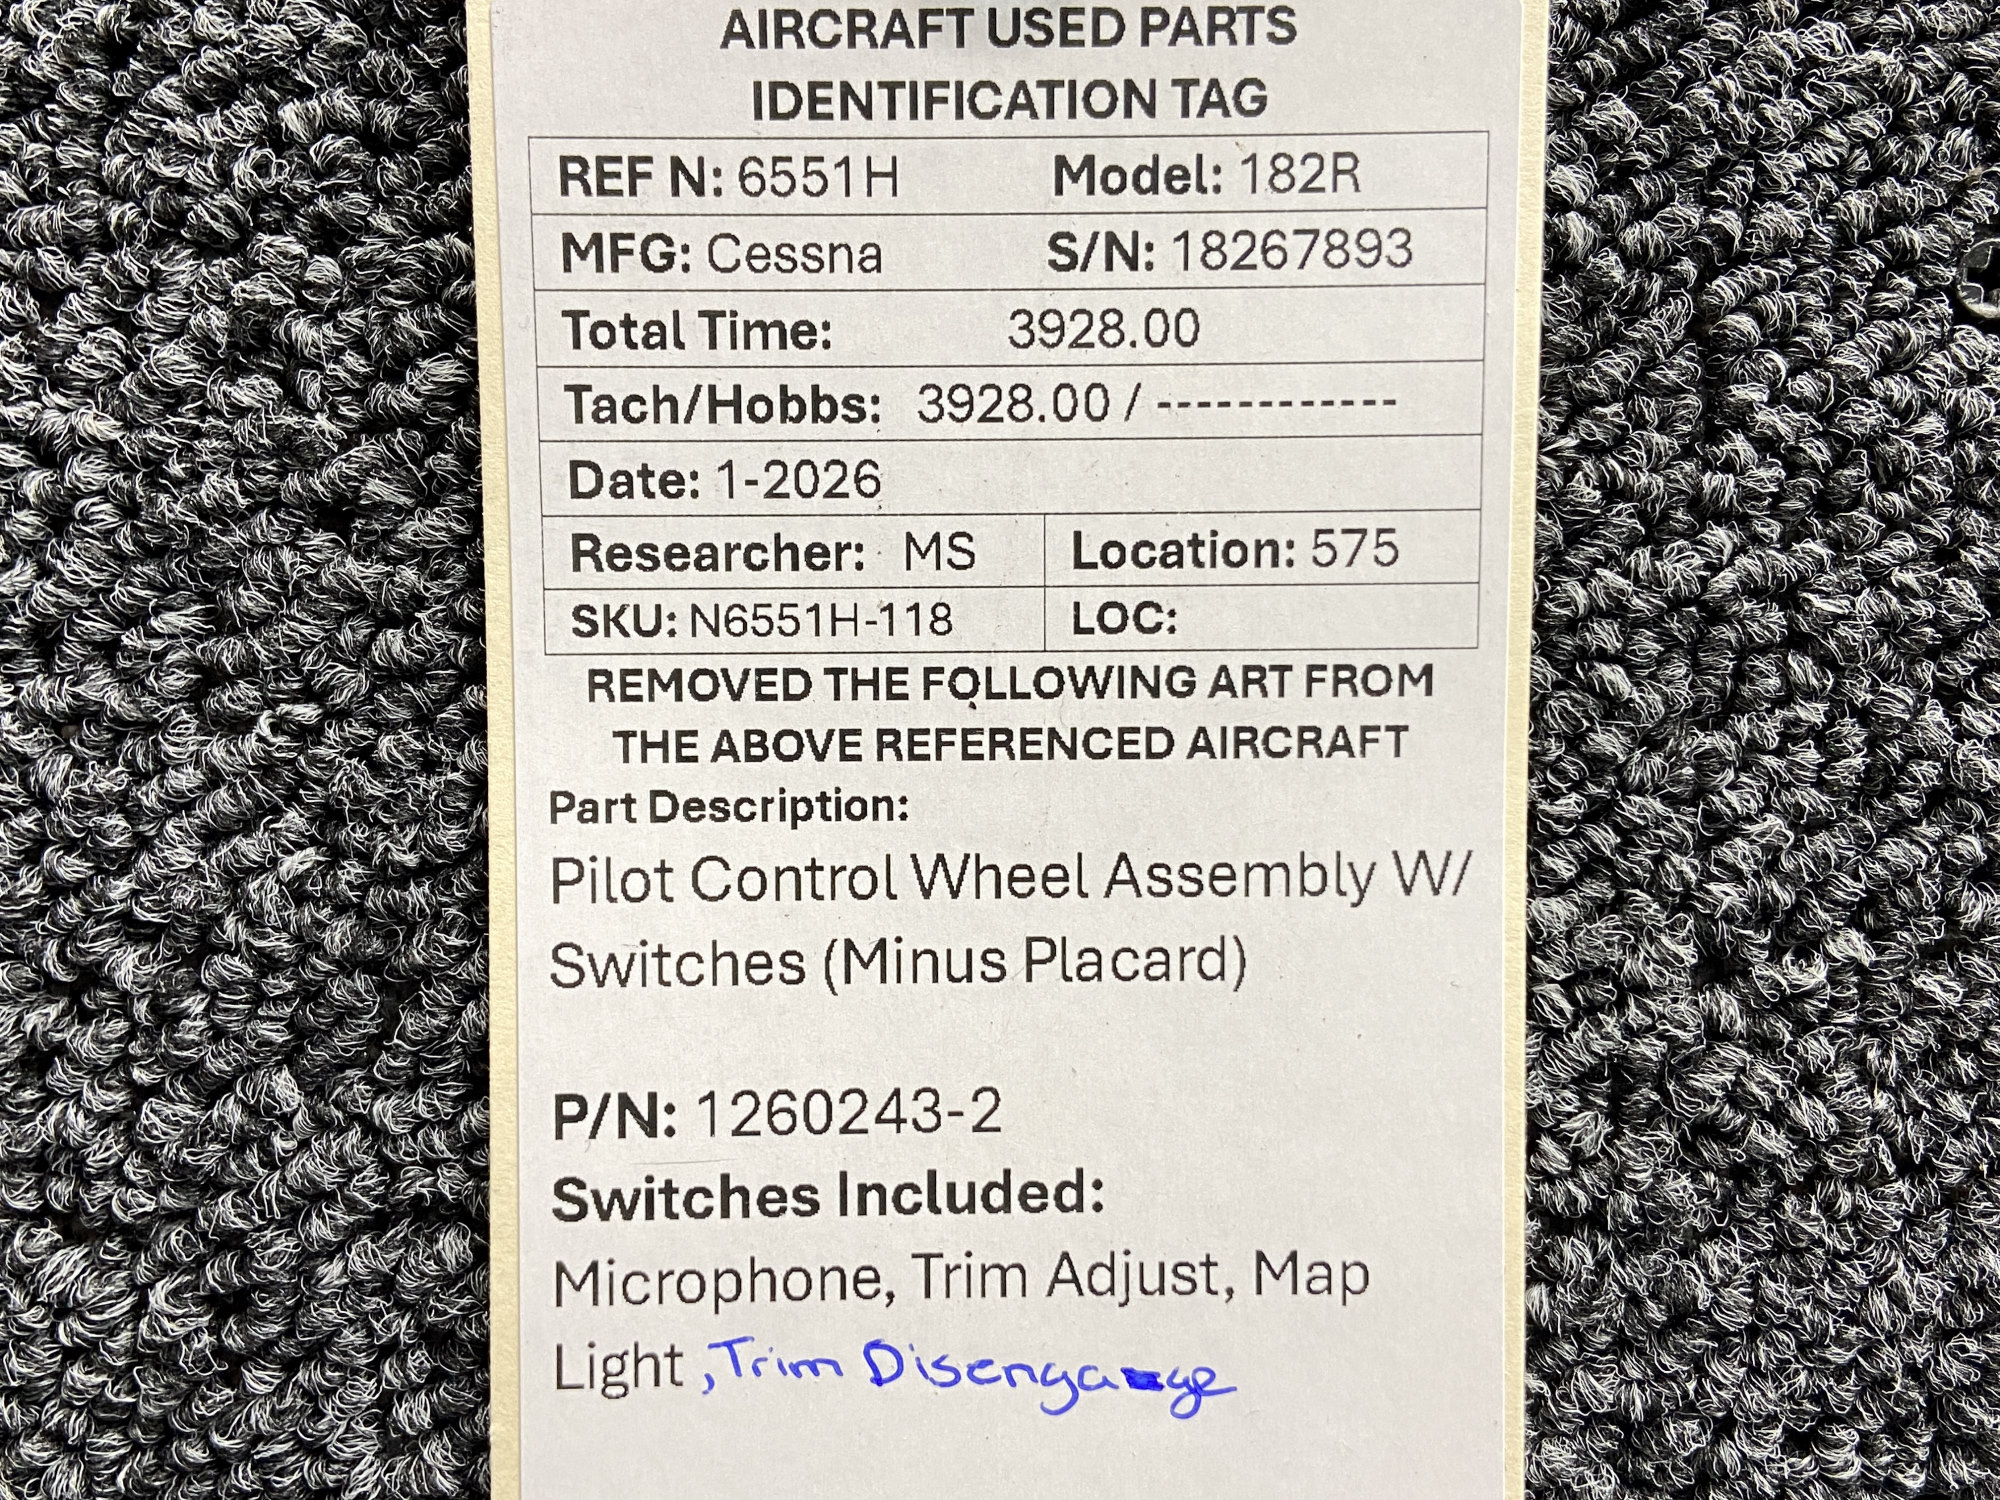 AIRCRAFT USED PARTS
IDENTIFICATION TAG
REF N: 6551H Model: 182R
MFG: Cessna S/N: 18267893
Total Time: 3928.00
Tach/Hobbs: 3928.00 / ------------
Date: 1-2026
Researcher: MS Location: 575
SKU: N6551H-118 LOC:
REMOVED THE FOLLOWING ART FROM
THE ABOVE REFERENCED AIRCRAFT
Part Description:
Pilot Control Wheel Assembly W/
Switches (Minus Placard)
P/N: 1260243-2
Switches Included:
Microphone, Trim Adjust, Map
Light , Trim Disengage